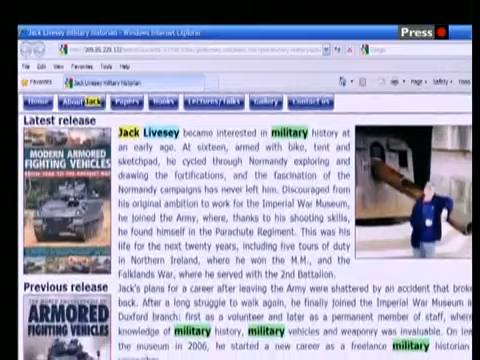 Press
Jack Livesey military historian - Windows Internet Explorer
File Edit View Favorites Tools Help
Favorites Jack Livesey military historian
Page Safety
Home About Jack Papers Books Lectures/Talks Gallery Contact us
Latest release
MODERN ARMORED
FIGHTING VEHICLES
Jack Livesey became interested in military history at
an early age. At sixteen, armed with bike, tent and
sketchpad, he cycled through Normandy exploring and
drawing the fortifications, and the fascination of the
Normandy campaigns has never left him. Discouraged from
his original ambition to work for the Imperial War Museum,
he joined the Army, where, thanks to his shooting skills,
he found himself in the Parachute Regiment. This was his
life for the next twenty years, including five tours of duty
in Northern Ireland, where he won the M.M., and the
Falklands War, where he served with the 2nd Battalion.
Previous release
ARMORED
FIGHTING VEHICLES
Jack's plans for a career after leaving the Army were shattered by an accident that broke
back. After a long struggle to walk again, he finally joined the Imperial War Museum
Duxford branch: first as a volunteer and later as a permanent member of staff, where
knowledge of military history, military vehicles and weaponry was invaluable. On
the museum in 2006, he started a new career as a freelance military historian